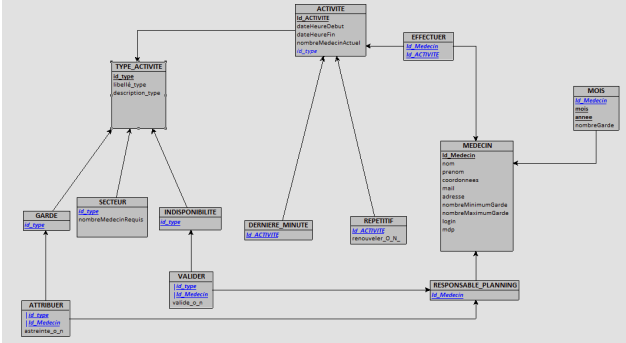 ACTIVITE
Id_ACTIVITE
dateHeureDebut
dateHeureFin
nombreMedecinActuel
id_type
EFFECTUER
Id_Medecin
Id_ACTIVITE
TYPE_ACTIVITE
id_type
libellé_type
description_type
MOIS
Id_Medecin
mois
annee
nombreGarde
MEDECIN
Id_Medecin
nom
prenom
coordonnees
mail
adresse
nombreMinimumGarde
nombreMaximumGarde
login
mdp
GARDE
id_type
SECTEUR
id_type
nombreMedecinRequis
INDISPONIBILITE
id_type
DERNIERE_MINUTE
Id_ACTIVITE
REPETITIF
Id_ACTIVITE
renouveler_O_N_
VALIDER
|id_type
|Id_Medecin
valide_o_n
RESPONSABLE_PLANNING
Id_Medecin
ATTRIBUER
|id_type
|Id_Medecin
astreinte_o_n